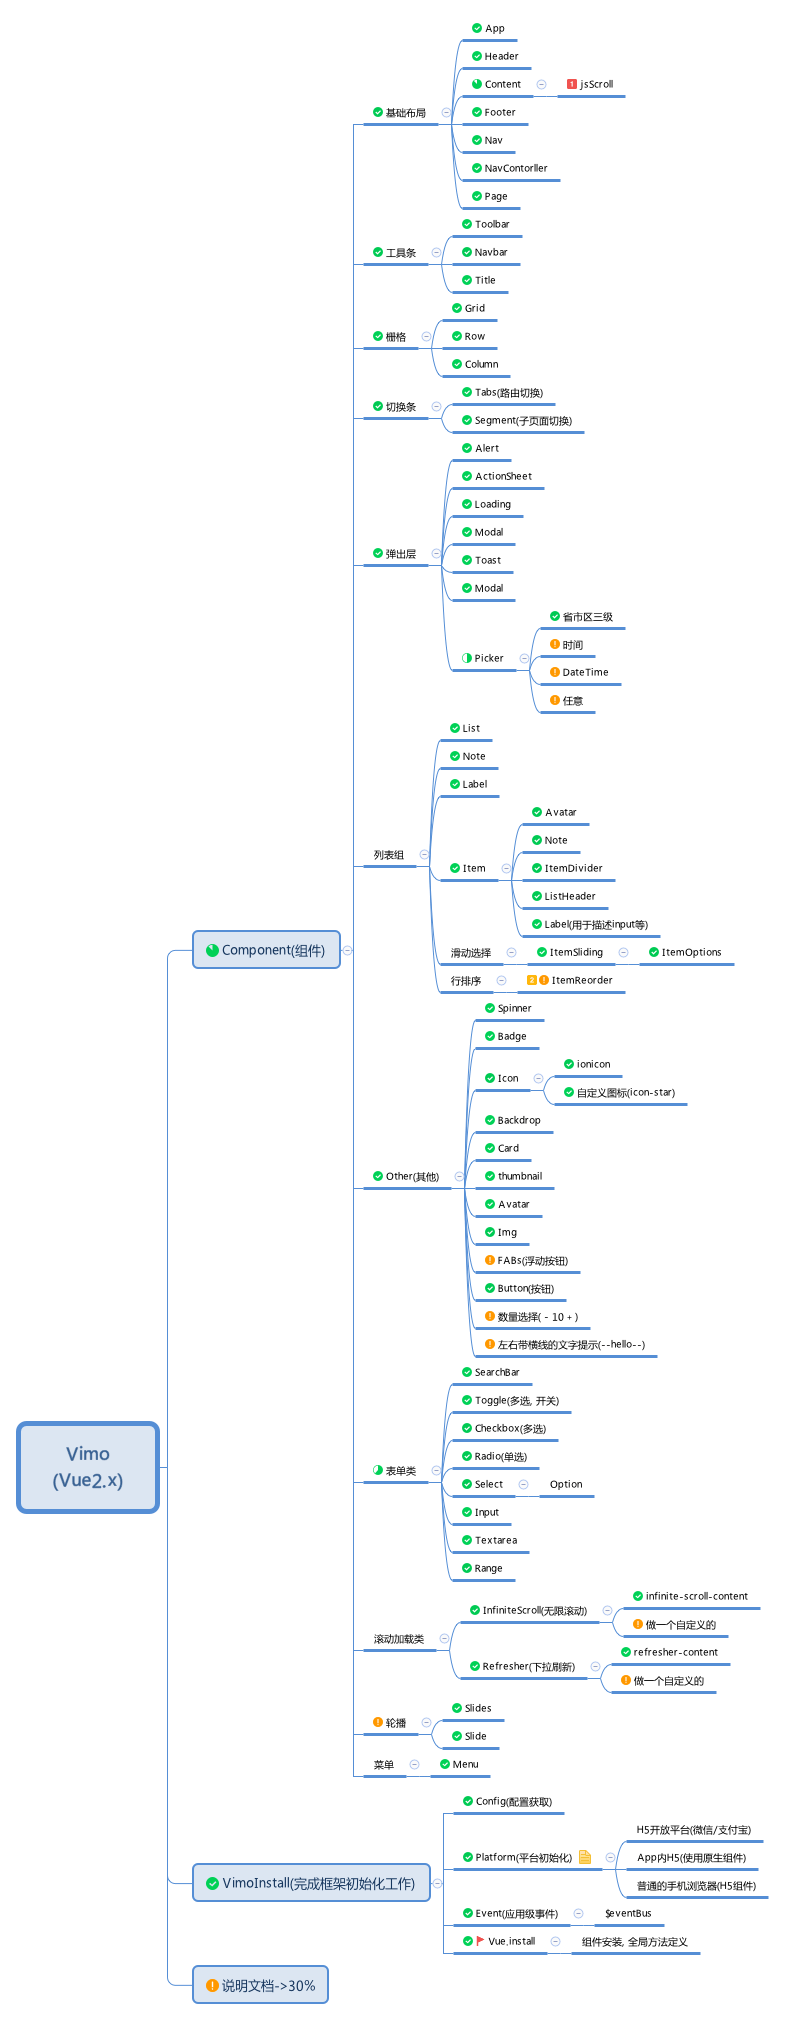 Vimo
(Vue2.x)
Component(组件)
基础布局
App
Header
Content
1 jsScroll
Footer
Nav
NavContorller
Page
工具条
Toolbar
Navbar
Title
栅格
Grid
Row
Column
切换条
Tabs(路由切换)
Segment(子页面切换)
弹出层
Alert
ActionSheet
Loading
Modal
Toast
Modal
Picker
省市区三级
时间
DateTime
任意
列表组
List
Note
Label
Item
Avatar
Note
ItemDivider
ListHeader
Label(用于描述input等)
滑动选择
ItemSliding
ItemOptions
行排序
2 ItemReorder
Other(其他)
Spinner
Badge
Icon
ionicon
自定义图标(icon-star)
Backdrop
Card
thumbnail
Avatar
Img
FABs(浮动按钮)
Button(按钮)
数量选择( - 10 + )
左右带横线的文字提示(--hello--)
表单类
SearchBar
Toggle(多选, 开关)
Checkbox(多选)
Radio(单选)
Select
Option
Input
Textarea
Range
滚动加载类
InfiniteScroll(无限滚动)
infinite-scroll-content
做一个自定义的
Refresher(下拉刷新)
refresher-content
做一个自定义的
轮播
Slides
Slide
菜单
Menu
VimoInstall(完成框架初始化工作)
Config(配置获取)
Platform(平台初始化)
H5开放平台(微信/支付宝)
App内H5(使用原生组件)
普通的手机浏览器(H5组件)
Event(应用级事件)
$eventBus
Vue.install
组件安装, 全局方法定义
说明文档->30%